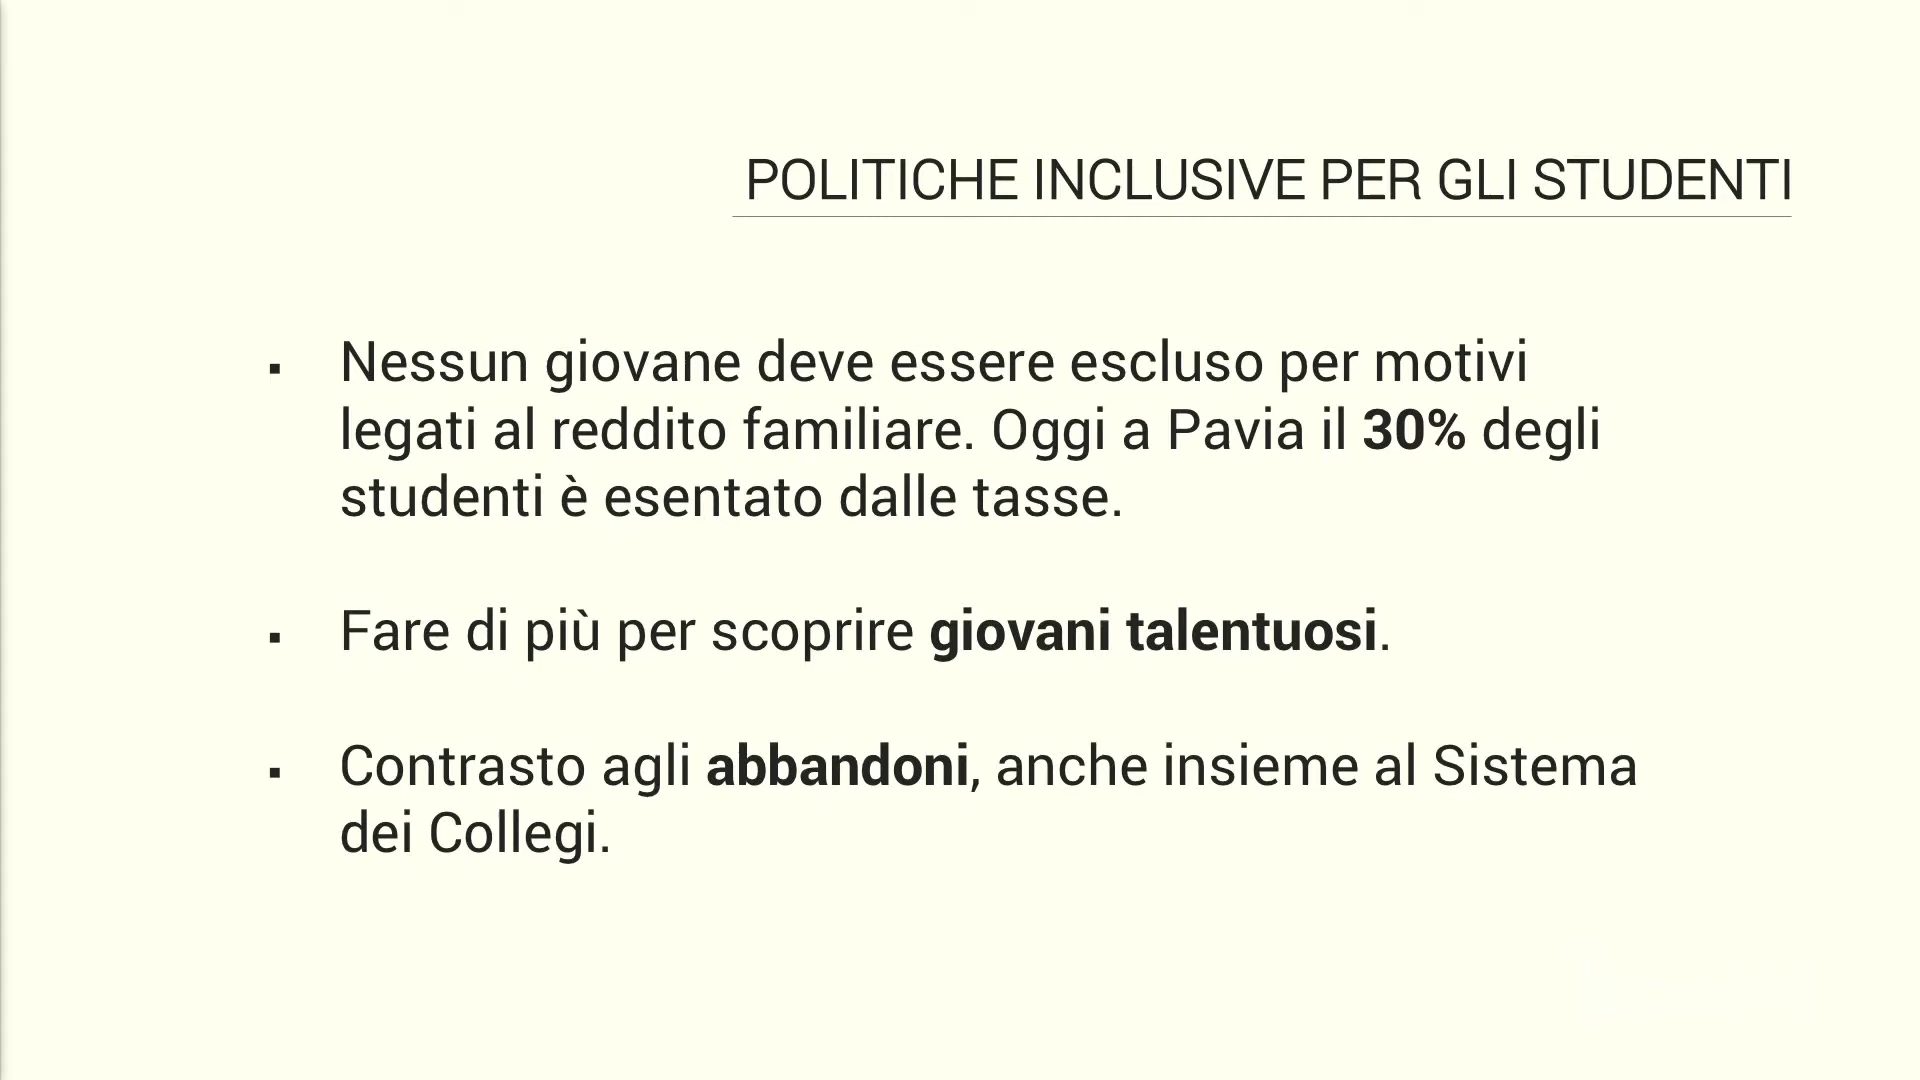 POLITICHE INCLUSIVE PER GLI STUDENTI
▪ Nessun giovane deve essere escluso per motivi
legati al reddito familiare. Oggi a Pavia il 30% degli
studenti è esentato dalle tasse.
▪ Fare di più per scoprire giovani talentuosi.
▪ Contrasto agli abbandoni, anche insieme al Sistema
dei Collegi.